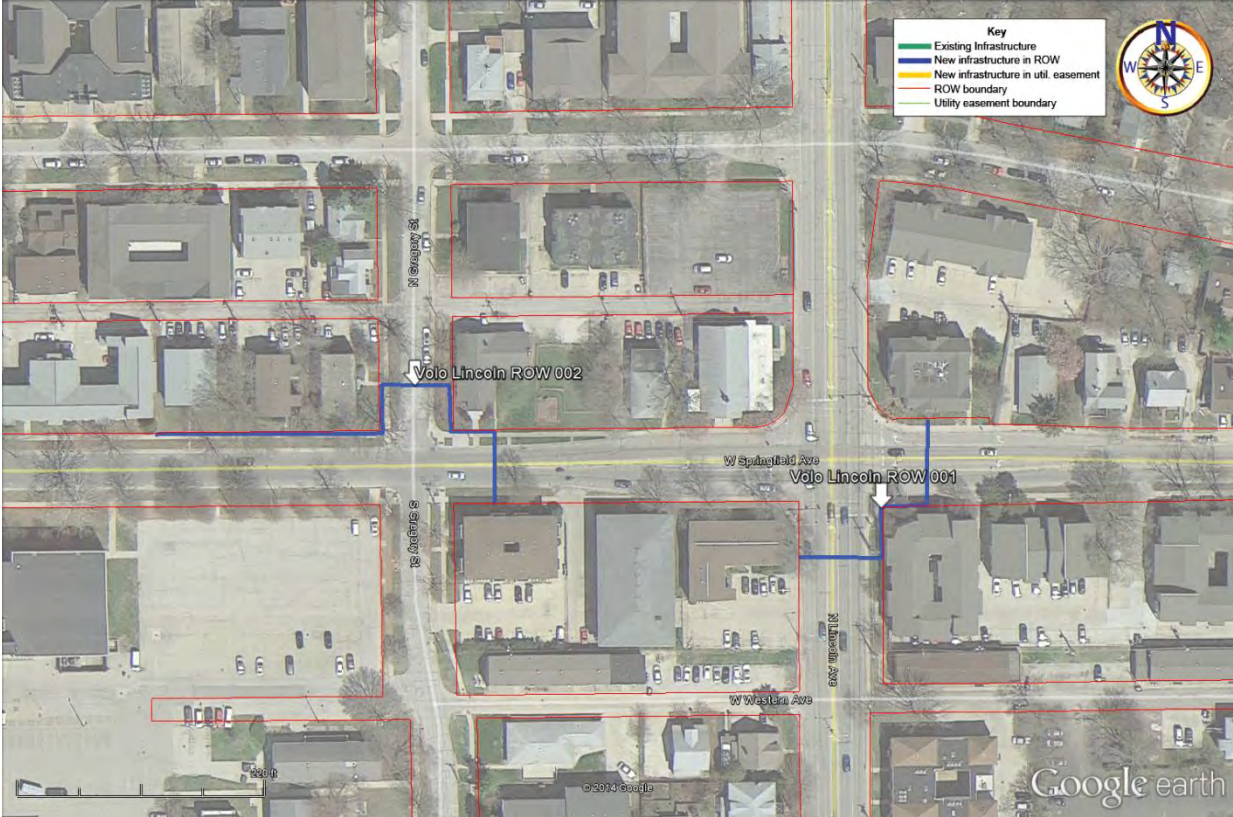 Key
Existing Infrastructure
New infrastructure in ROW
New infrastructure in util. easement
ROW boundary
Utility easement boundary
N
W E
S
N Gregory St
Volo Lincoln ROW 002
W Springfield Ave
Volo Lincoln ROW 001
S Gregory St
N Lincoln Ave
W Western Ave
220 ft
© 2014 Google
Google earth